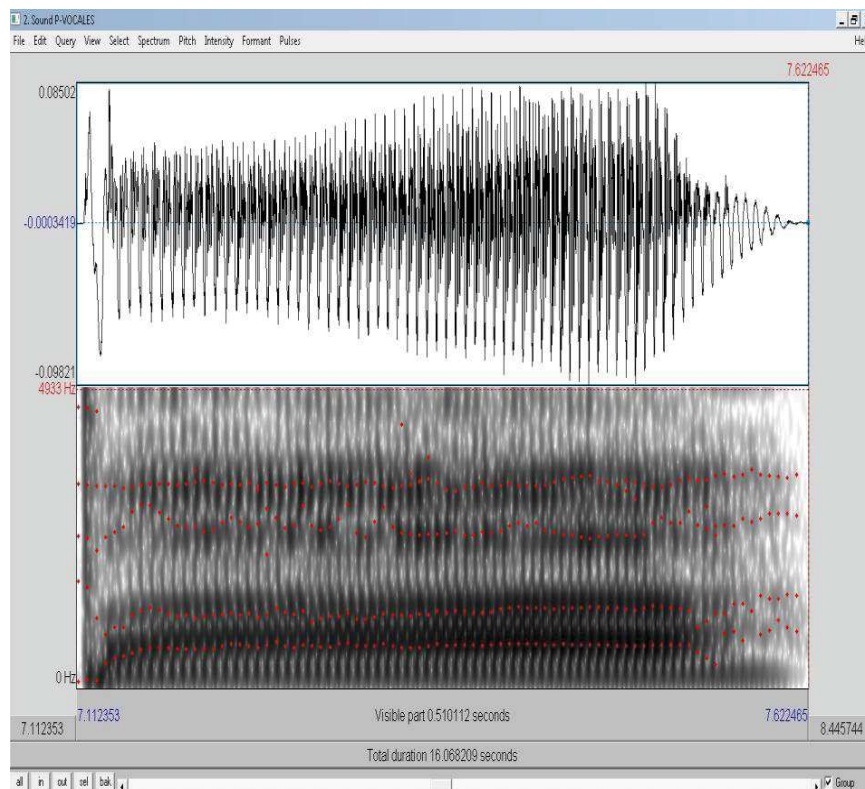 2. Sound P-VOCALES
File Edit Query View Select Spectrum Pitch Intensity Formant Pulses Hel
7.622465
0.08502
-0.0003419
-0.09821
4933 Hz
0 Hz
7.112353 7.112353 Visible part 0.510112 seconds 7.622465 8.445744
Total duration 16.068209 seconds
all in out sel bak Group